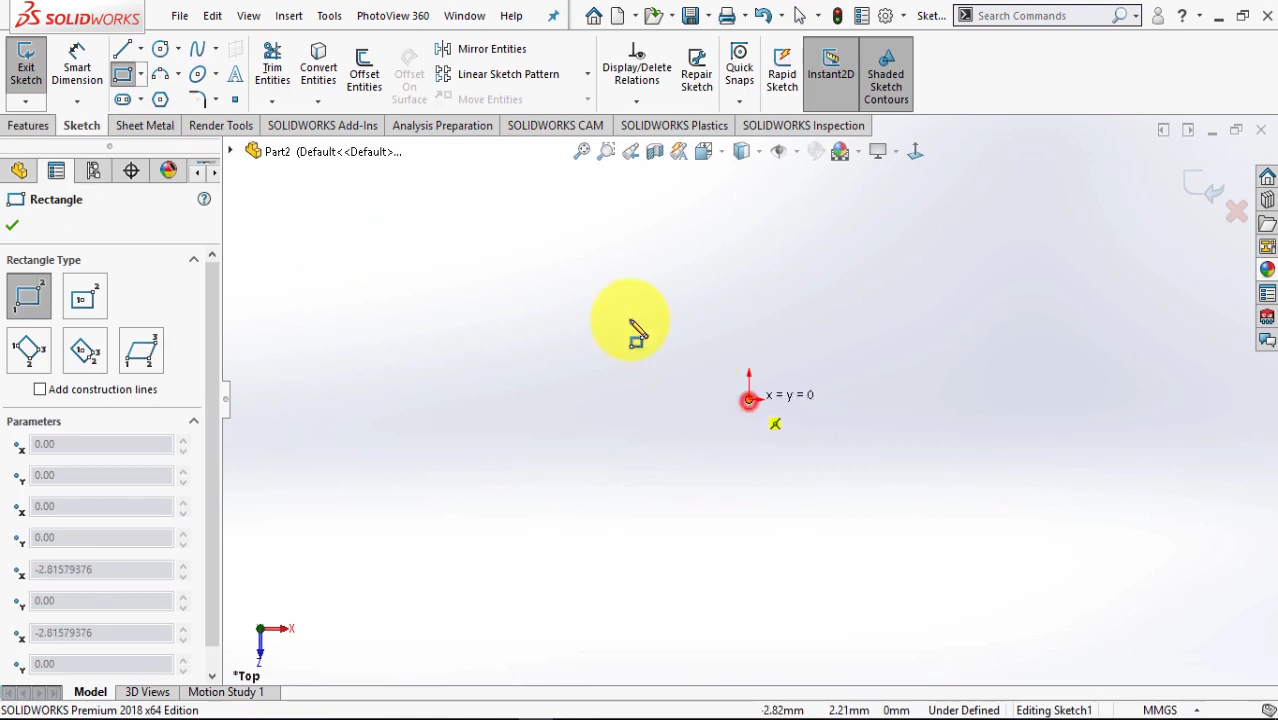 SOLIDWORKS File Edit View Insert Tools PhotoView 360 Window Help Sket... Search Commands ?
Exit Sketch
Smart Dimension
Trim Entities
Convert Entities
Offset Entities
Offset On Surface
Mirror Entities
Linear Sketch Pattern
Move Entities
Display/Delete Relations
Repair Sketch
Quick Snaps
Rapid Sketch
Instant2D
Shaded Sketch Contours
Features Sketch Sheet Metal Render Tools SOLIDWORKS Add-Ins Analysis Preparation SOLIDWORKS CAM SOLIDWORKS Plastics SOLIDWORKS Inspection
Part2 (Default<<Default>...
Rectangle
Rectangle Type
Add construction lines
Parameters
0.00
0.00
0.00
0.00
-2.81579376
0.00
-2.81579376
0.00
x = y = 0
X
Z
*Top
Model 3D Views Motion Study 1
SOLIDWORKS Premium 2018 x64 Edition -2.82mm 2.21mm 0mm Under Defined Editing Sketch1 MMGS